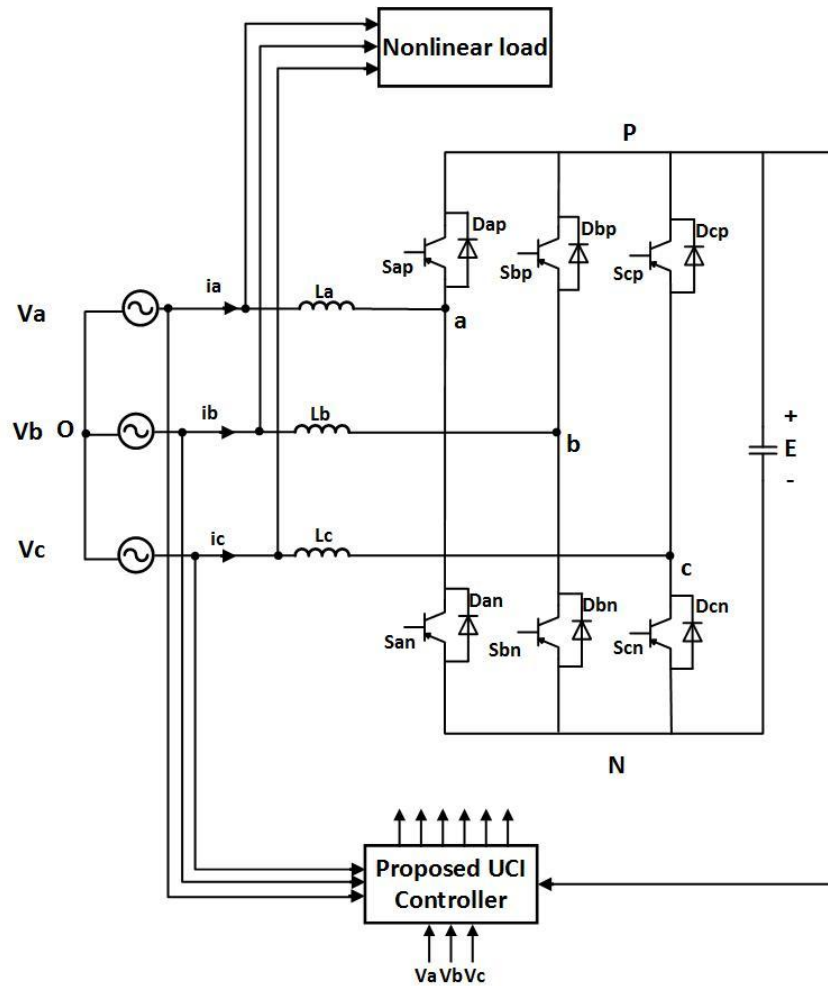 Nonlinear load
P
Dap
Dbp
Dcp
Sap
Sbp
Scp
Va
ia
La
a
Vb
O
ib
Lb
b
+
E
-
Vc
ic
Lc
c
Dan
Dbn
Dcn
San
Sbn
Scn
N
Proposed UCI
Controller
Va Vb Vc